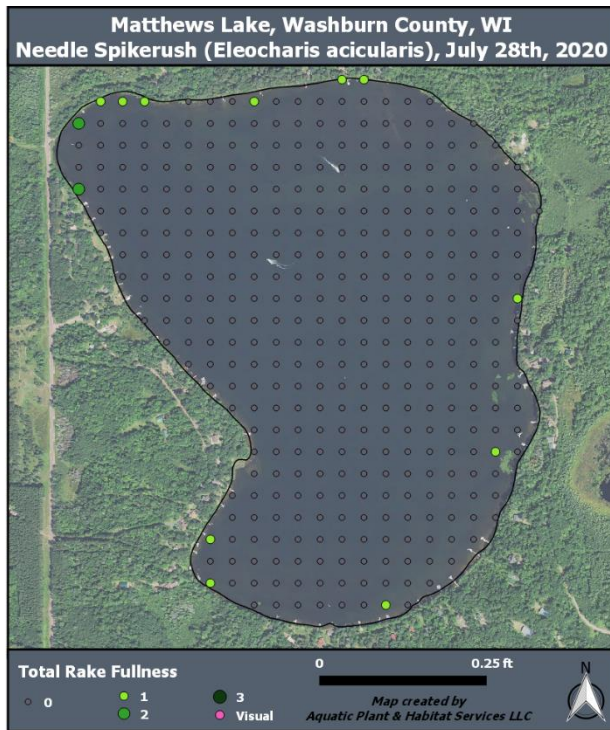 Matthews Lake, Washburn County, WI
Needle Spikerush (Eleocharis acicularis), July 28th, 2020
Total Rake Fullness
0
1
2
3
Visual
0 0.25 ft
Map created by
Aquatic Plant & Habitat Services LLC
N